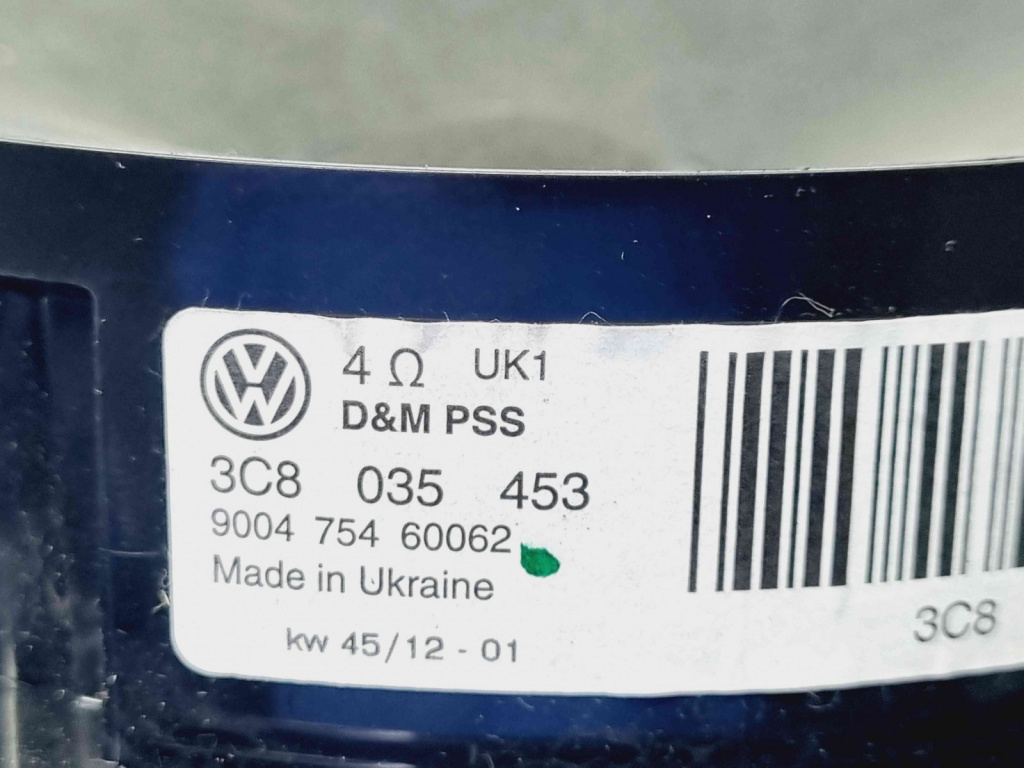 4 Ω UK1
D&M PSS
3C8 035 453
9004 754 60062
Made in Ukraine
kw 45/12 - 01
3C8